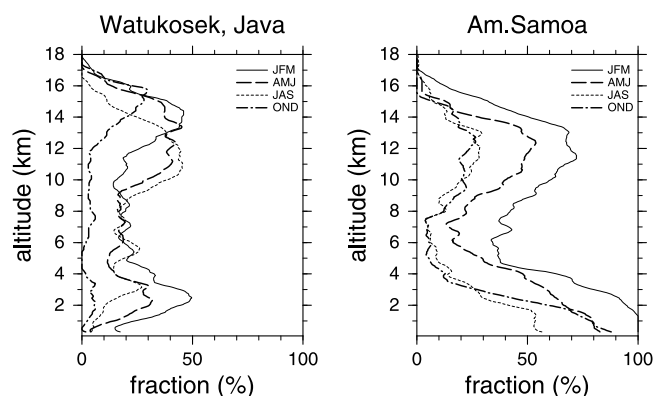 Watukosek, Java
18
16
14
12
10
8
6
4
2
0
50
100
altitude (km)
fraction (%)
JFM
AMJ
JAS
OND
Am.Samoa
18
16
14
12
10
8
6
4
2
0
50
100
altitude (km)
fraction (%)
JFM
AMJ
JAS
OND